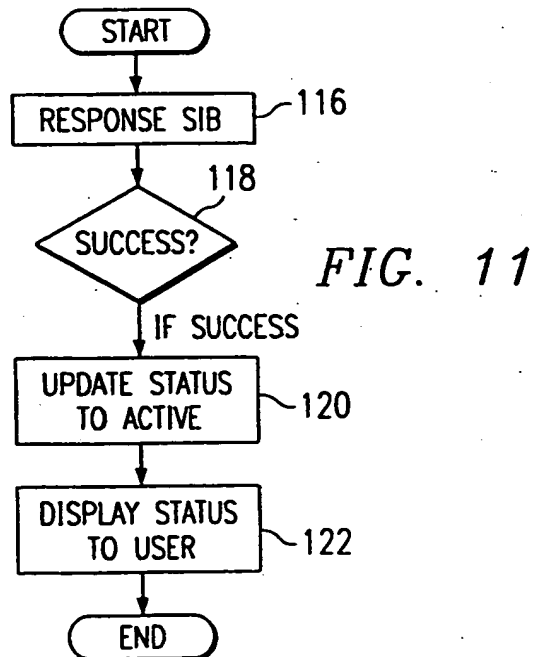 START
RESPONSE SIB
116
118
SUCCESS?
FIG. 11
IF SUCCESS
UPDATE STATUS
TO ACTIVE
120
DISPLAY STATUS
TO USER
122
END